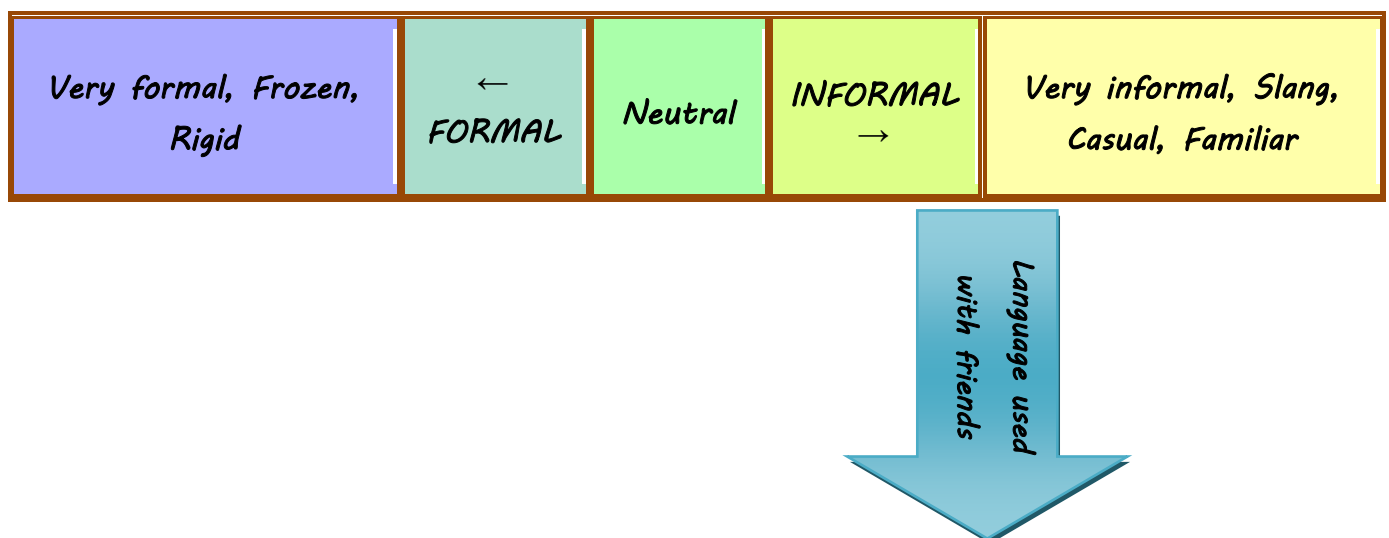 Very formal, Frozen,
Rigid
←
FORMAL
Neutral
INFORMAL
→
Very informal, Slang,
Casual, Familiar
Language used
with friends